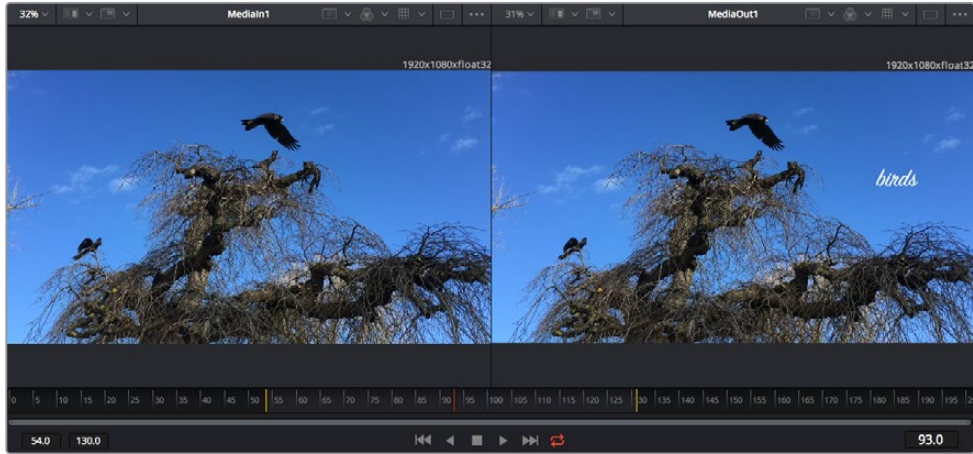 32% MediaIn1 31% MediaOut1
1920x1080xfloat32 1920x1080xfloat32
birds
0 5 10 15 20 25 30 35 40 45 50 55 60 65 70 75 80 85 90 95 100 105 110 115 120 125 130 135 140 145 150 155 160 165 170 175 180 185 190 195
54.0 130.0 93.0